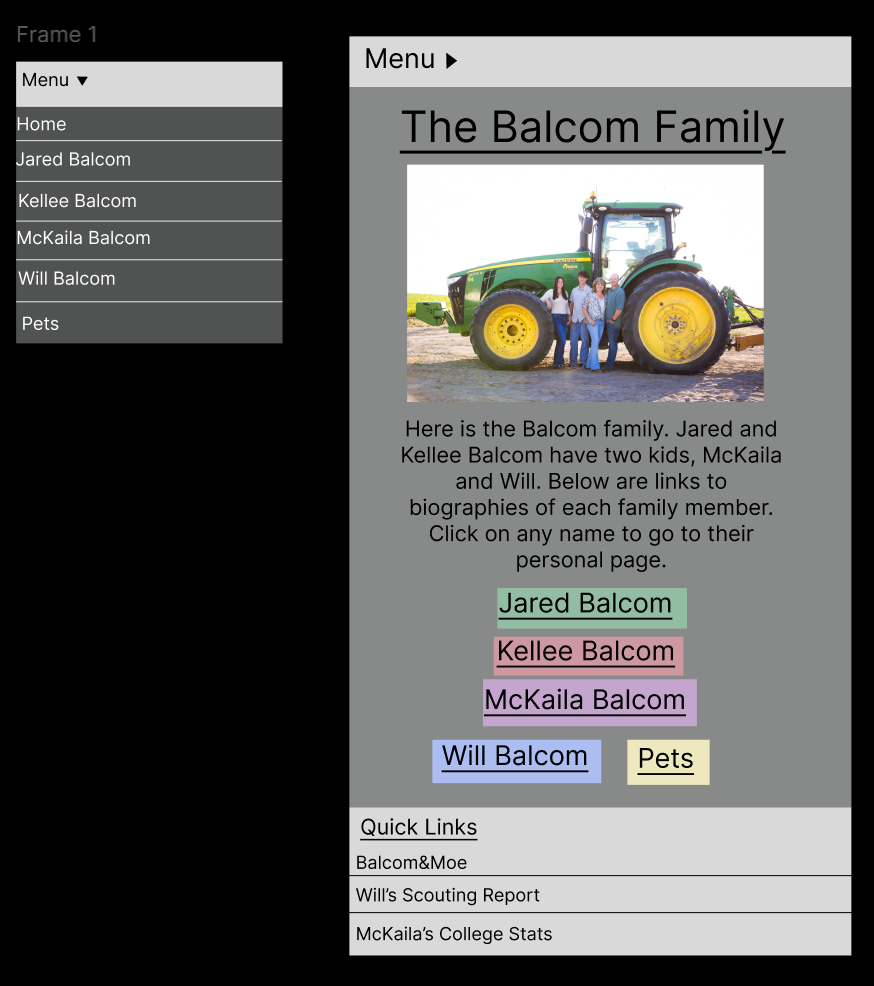 Frame 1
Menu
Home
Jared Balcom
Kellee Balcom
McKaila Balcom
Will Balcom
Pets
Menu
The Balcom Family
Here is the Balcom family. Jared and
Kellee Balcom have two kids, McKaila
and Will. Below are links to
biographies of each family member.
Click on any name to go to their
personal page.
Jared Balcom
Kellee Balcom
McKaila Balcom
Will Balcom
Pets
Quick Links
Balcom&Moe
Will’s Scouting Report
McKaila’s College Stats